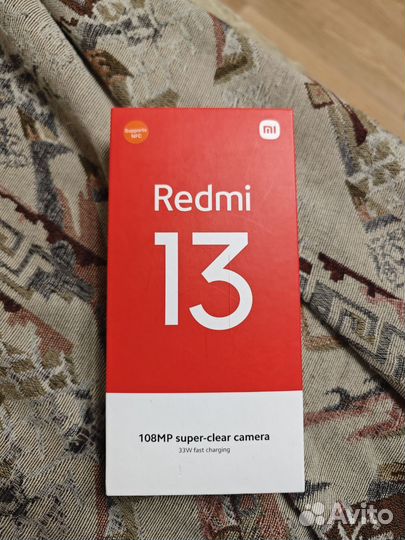 Supports
NFC
mi
Redmi
13
108MP super-clear camera
33W fast charging
Avito